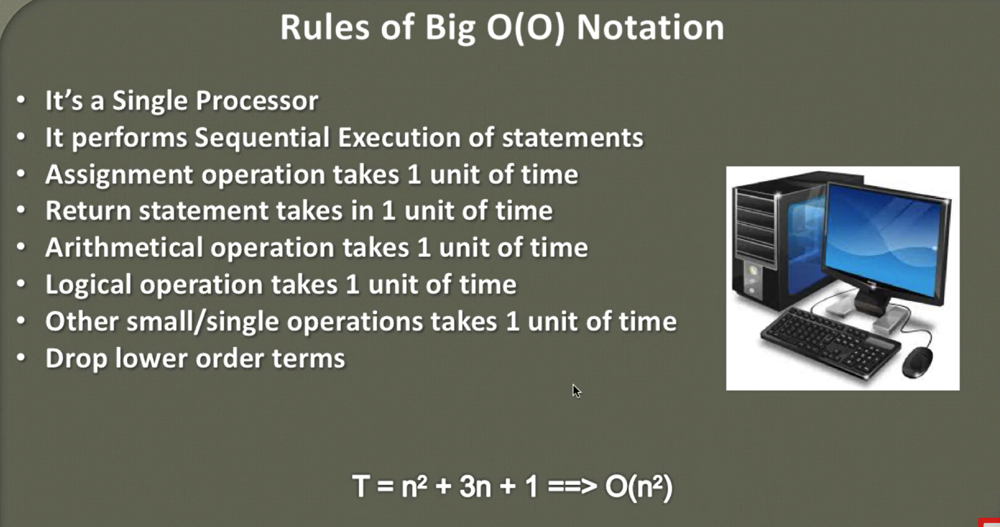 Rules of Big O(O) Notation
• It’s a Single Processor
• It performs Sequential Execution of statements
• Assignment operation takes 1 unit of time
• Return statement takes in 1 unit of time
• Arithmetical operation takes 1 unit of time
• Logical operation takes 1 unit of time
• Other small/single operations takes 1 unit of time
• Drop lower order terms
T = n² + 3n + 1 ==> O(n²)